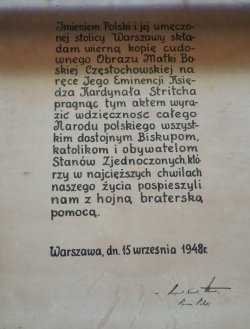 Imieniem Polski i jej umęczo-
nej stolicy Warszawy skła-
dam wierną kopię cudo-
wnego Obrazu Matki Bo-
skiej Częstochowskiej na
ręce Jego Eminencji Księ-
dza Kardynała Stritcha
pragnąc tym aktem wyra-
zić wdzięczność całego
Narodu polskiego wszyst-
kim dostojnym Biskupom,
katolikom i obywatelom
Stanów Zjednoczonych, któ-
rzy w najcięższych chwilach
naszego życia pospieszyli
nam z hojną braterską
pomocą.
Warszawa, dn. 15 września 1948r.